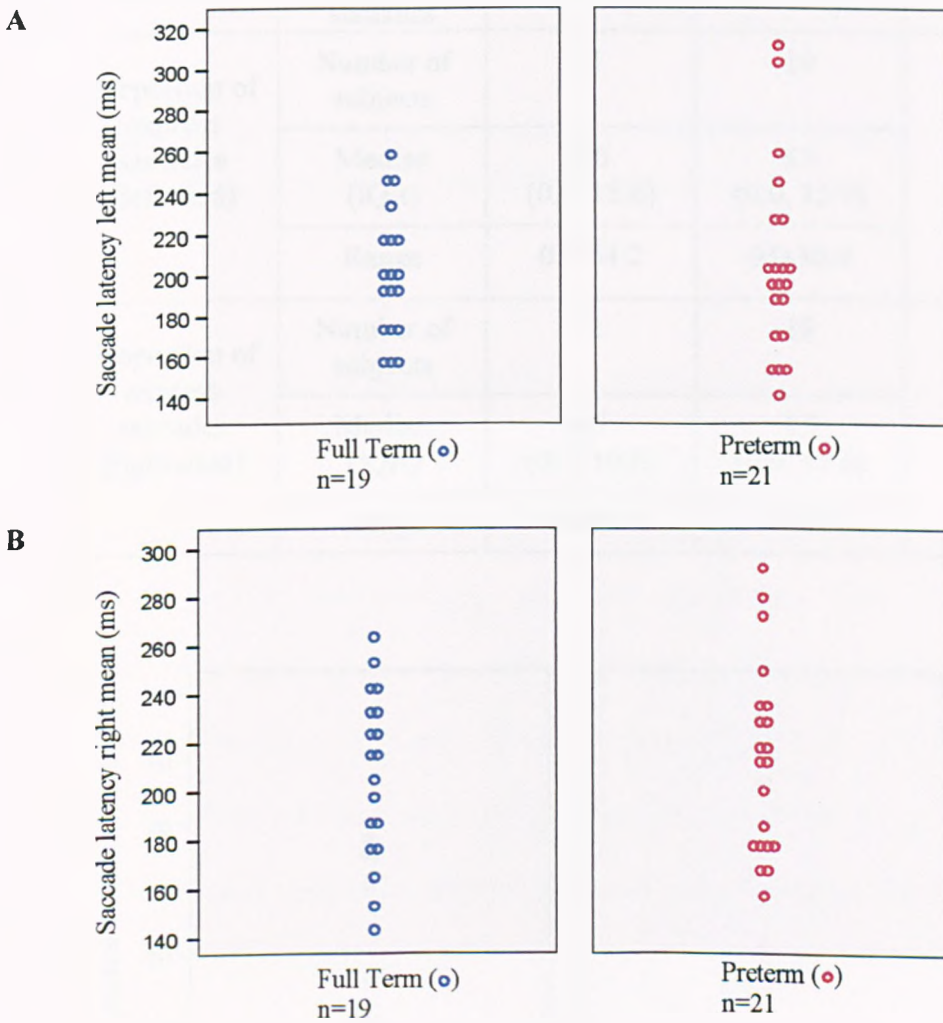 A
Saccade latency left mean (ms)
320
300
280
260
240
220
200
180
160
140
Full Term (o)
n=19
Preterm (o)
n=21
B
Saccade latency right mean (ms)
300
280
260
240
220
200
180
160
140
Full Term (o)
n=19
Preterm (o)
n=21